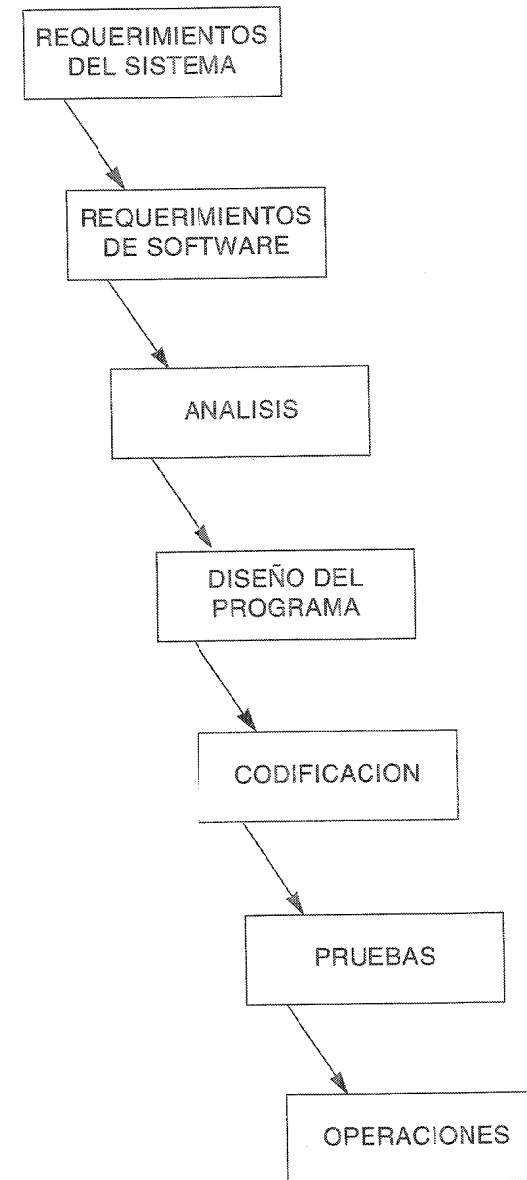 REQUERIMIENTOS
DEL SISTEMA
REQUERIMIENTOS
DE SOFTWARE
ANALISIS
DISEÑO DEL
PROGRAMA
CODIFICACION
PRUEBAS
OPERACIONES